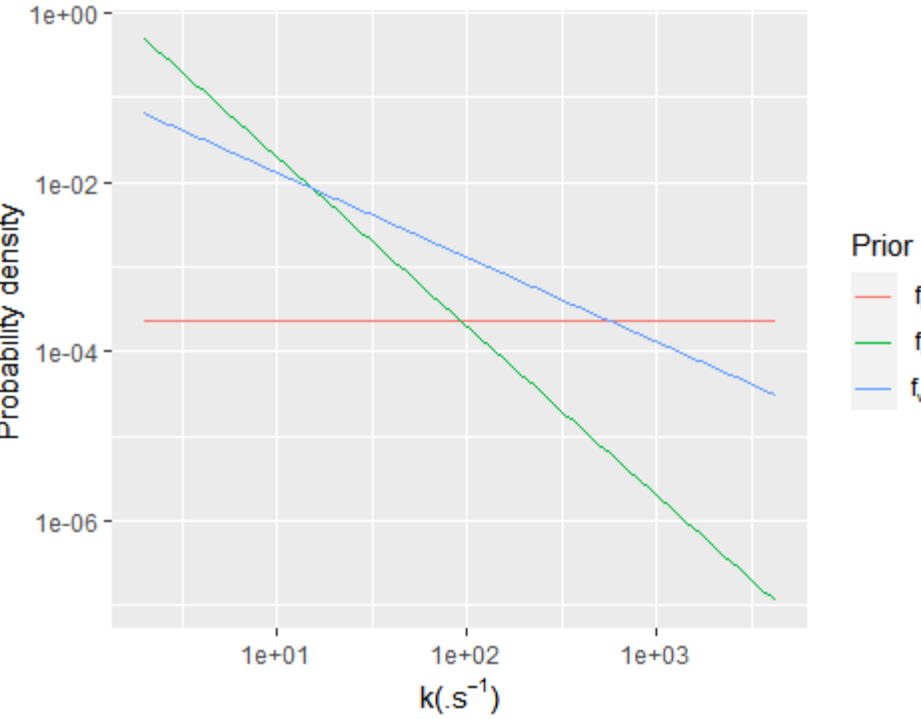 1e+00
1e-02
1e-04
1e-06
Probability density
1e+01 1e+02 1e+03
k(.s⁻¹)
Prior
f
f
f